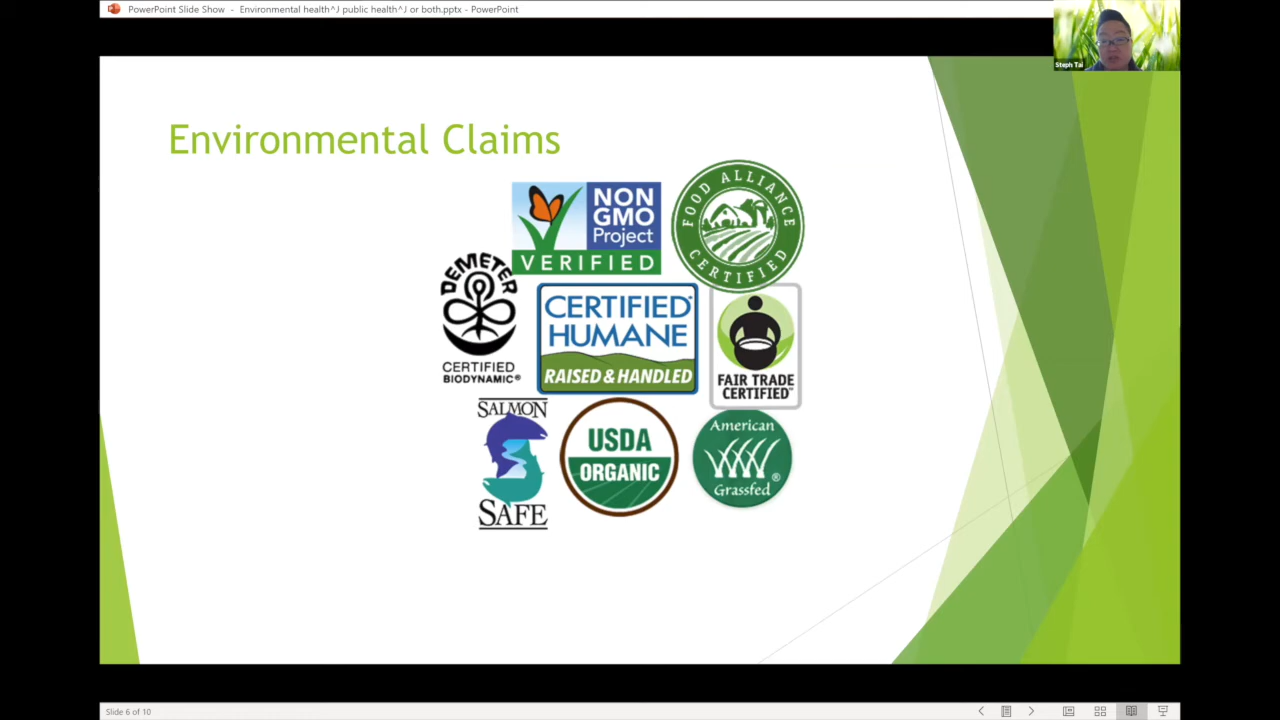 PowerPoint Slide Show - Environmental health^J public health^J or both.pptx - PowerPoint
Steph Tai
Environmental Claims
NON
GMO
Project
VERIFIED
FOOD ALLIANCE
CERTIFIED
DEMETER
CERTIFIED
BIODYNAMIC®
CERTIFIED®
HUMANE
RAISED & HANDLED
FAIR TRADE
CERTIFIED™
SALMON
SAFE
USDA
ORGANIC
American
Grassfed®
Slide 6 of 10